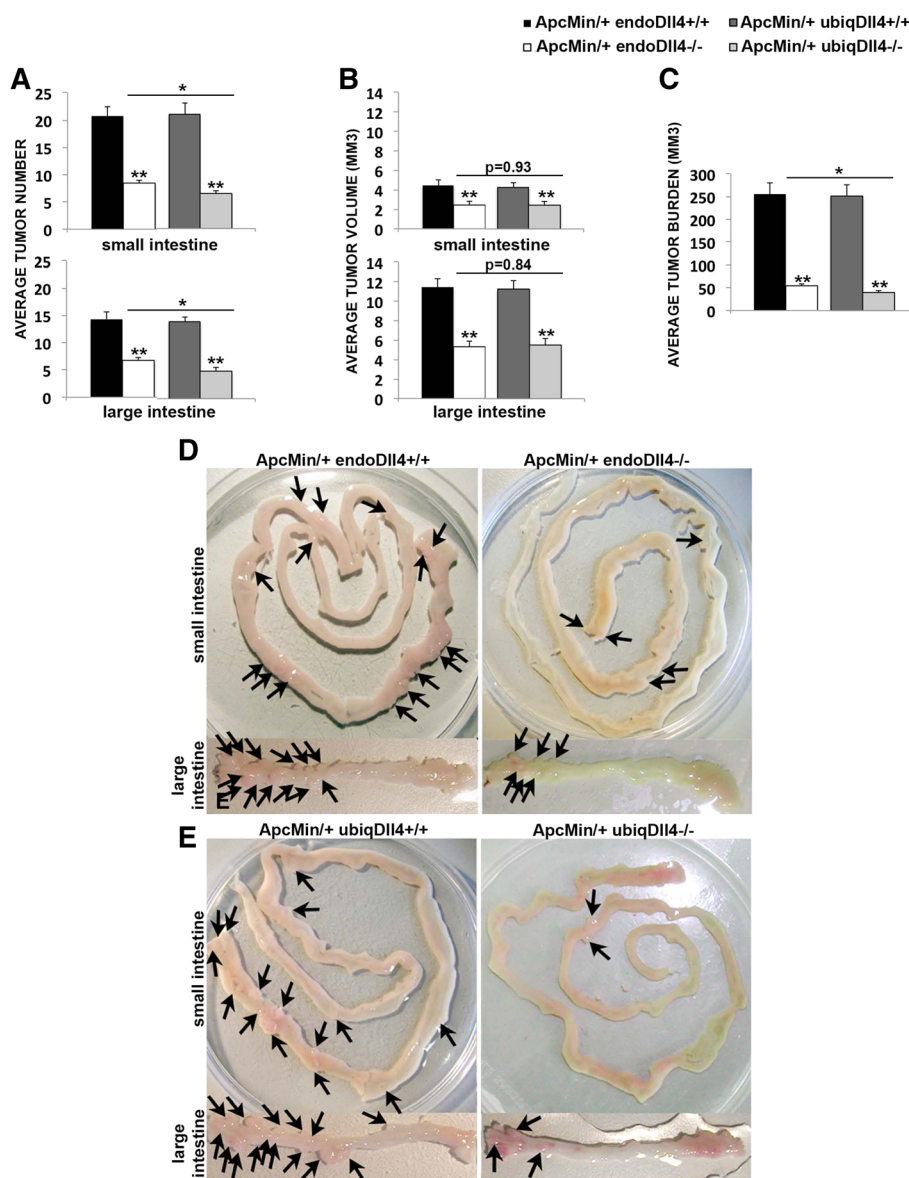 ApcMin/+ endoDll4+/+
ApcMin/+ ubiqDll4+/+
ApcMin/+ endoDll4-/-
ApcMin/+ ubiqDll4-/-
A
B
C
AVERAGE TUMOR NUMBER
25
20
15
10
5
0
*
**
**
small intestine
25
20
15
10
5
0
*
**
**
large intestine
AVERAGE TUMOR VOLUME (MM3)
14
12
10
8
6
4
2
0
p=0.93
**
**
small intestine
14
12
10
8
6
4
2
0
p=0.84
**
**
large intestine
AVERAGE TUMOR BURDEN (MM3)
300
250
200
150
100
50
0
*
**
**
D
ApcMin/+ endoDll4+/+
ApcMin/+ endoDll4-/-
small intestine
large
intestine
E
E
ApcMin/+ ubiqDll4+/+
ApcMin/+ ubiqDll4-/-
small intestine
large
intestine